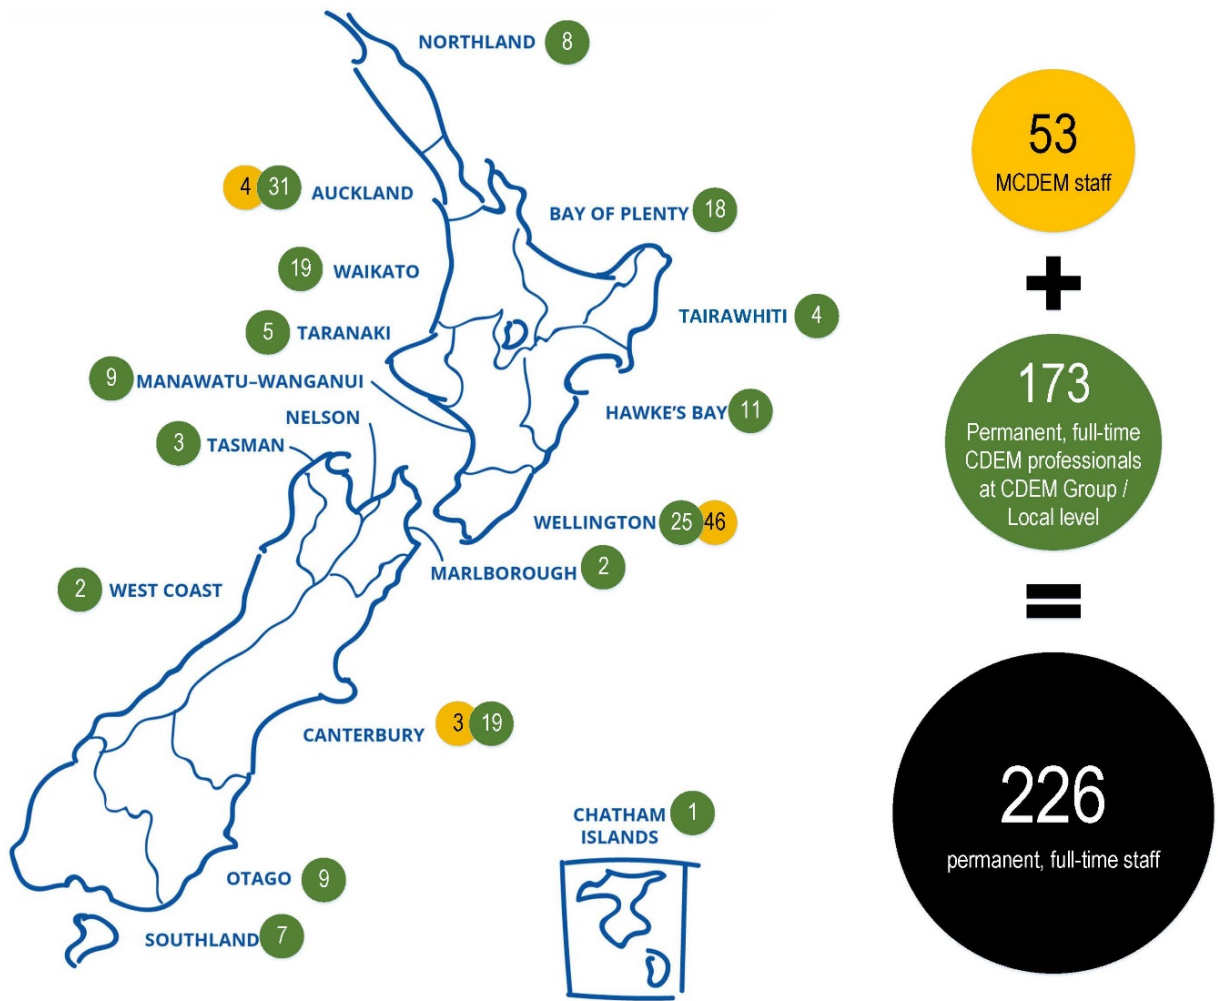 NORTHLAND 8
4 31 AUCKLAND
BAY OF PLENTY 18
19 WAIKATO
5 TARANAKI
TAIRAWHITI 4
9 MANAWATU–WANGANUI
NELSON
HAWKE'S BAY 11
3 TASMAN
WELLINGTON 25 46
MARLBOROUGH 2
2 WEST COAST
CANTERBURY 3 19
CHATHAM 1
ISLANDS
OTAGO 9
SOUTHLAND 7
53
MCDEM staff
+
173
Permanent, full-time
CDEM professionals
at CDEM Group /
Local level
=
226
permanent, full-time staff